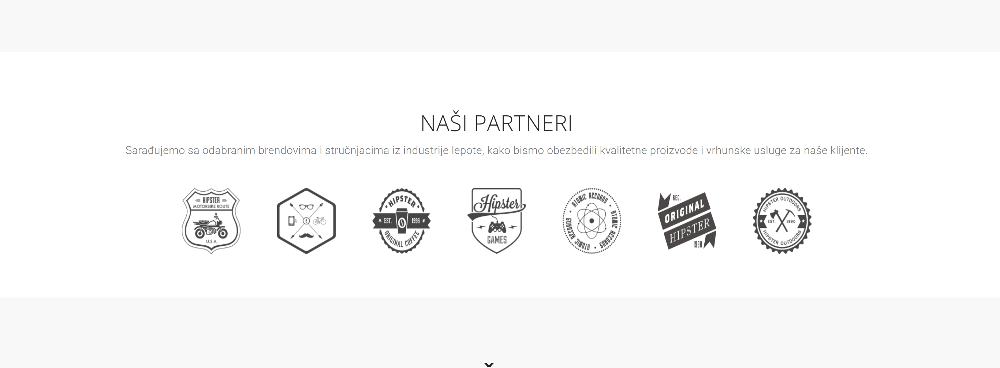 NAŠI PARTNERI
Sarađujemo sa odabranim brendovima i stručnjacima iz industrije lepote, kako bismo obezbedili kvalitetne proizvode i vrhunske usluge za naše klijente.
HIPSTER
MOTORBIKE ROUTE
U.S.A.
HIPSTER
EST. 1996
ORIGINAL COFFEE
Hipster
GAMES
ATOMIC RECORDS • ATOMIC RECORDS • ATOMIC RECORDS •
REG.
ORIGINAL
HIPSTER
1998
HIPSTER OUTDOORS
EST. 1990
HIPSTER OUTDOORS